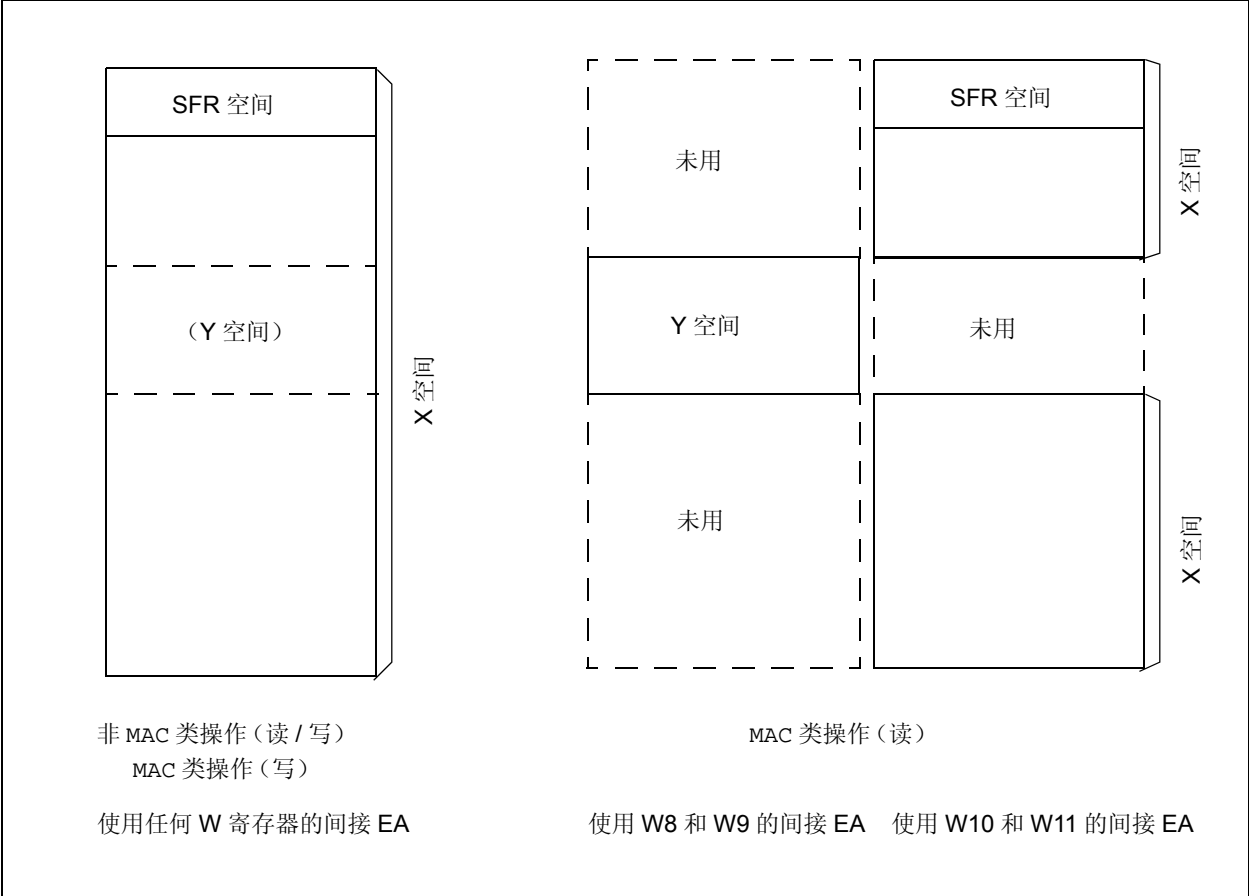 SFR 空间
（Y 空间）
X 空间
未用
Y 空间
未用
SFR 空间
X 空间
未用
X 空间
非 MAC 类操作（读 / 写）
MAC 类操作（写）
使用任何 W 寄存器的间接 EA
MAC 类操作（读）
使用 W8 和 W9 的间接 EA
使用 W10 和 W11 的间接 EA